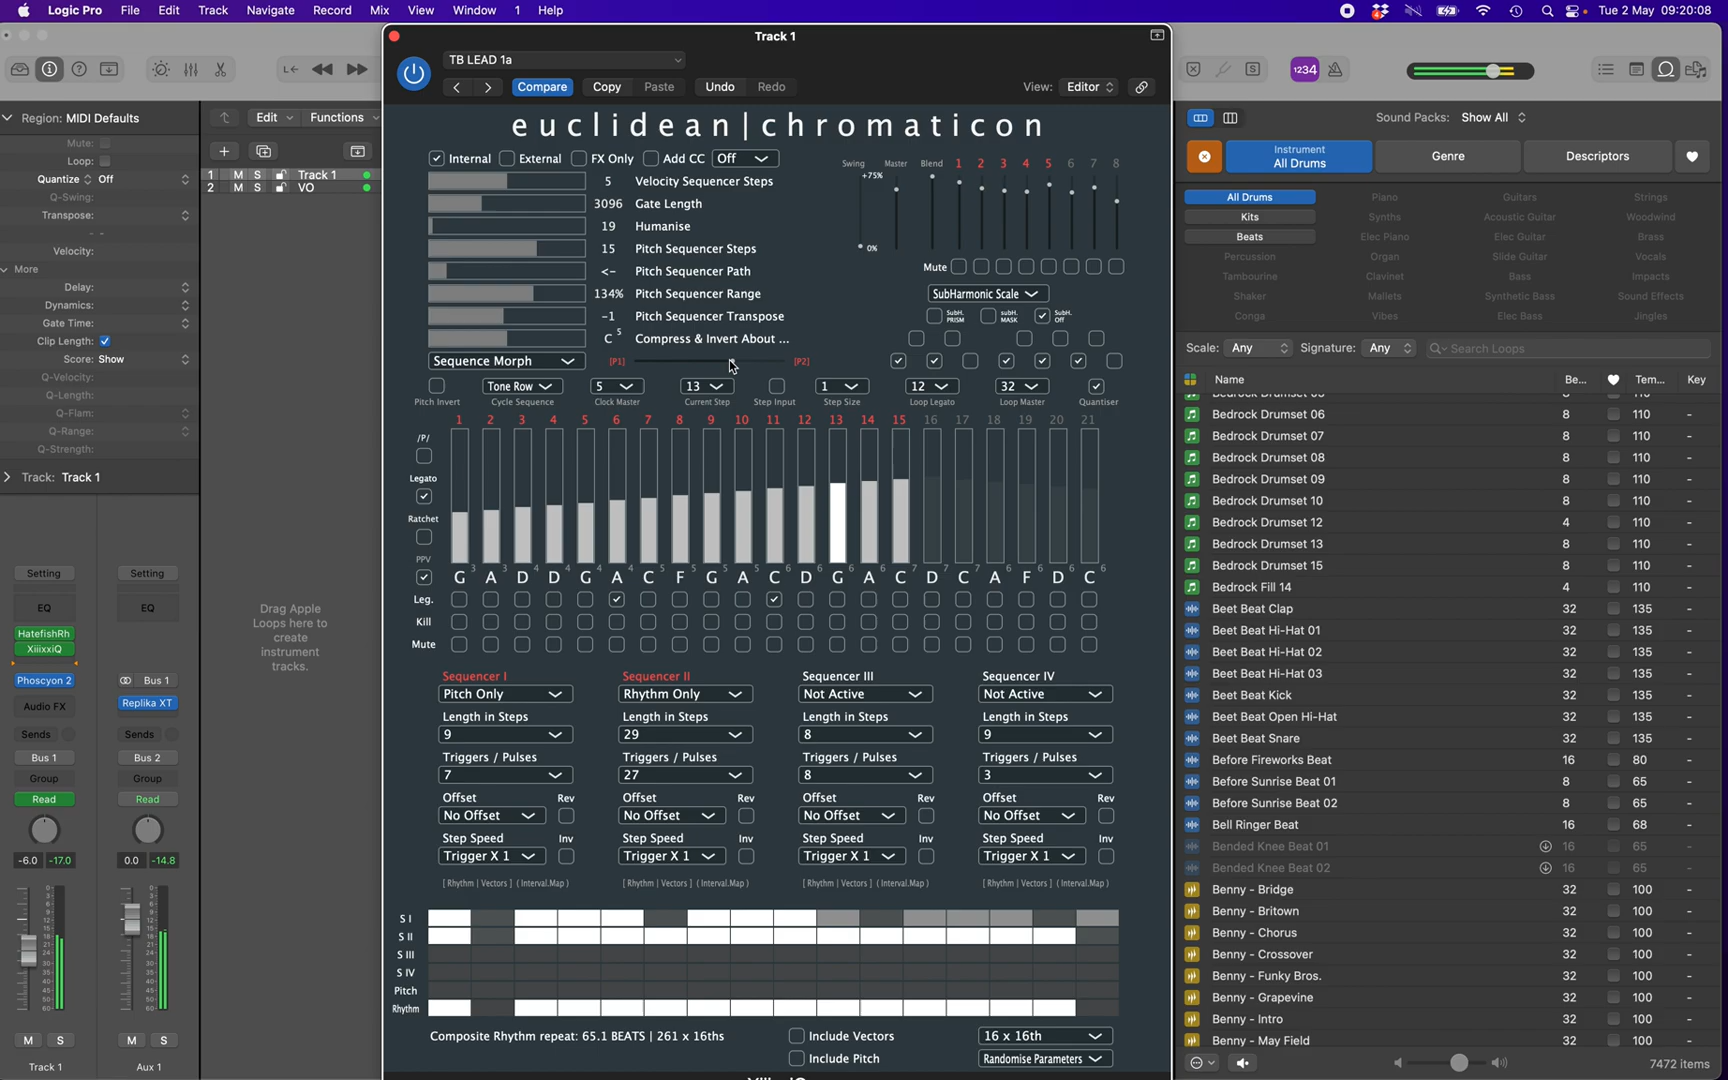 Logic Pro File Edit Track Navigate Record Mix View Window 1 Help Tue 2 May 09:20:08
Track 1
TB LEAD 1a
Compare Copy Paste Undo Redo View: Editor
1234
Region: MIDI Defaults
Mute:
Loop:
Quantize Off
Q-Swing:
Transpose:
Velocity:
More
Delay:
Dynamics:
Gate Time:
Clip Length:
Score: Show
Q-Velocity:
Q-Length:
Q-Flam:
Q-Range:
Q-Strength:
Track: Track 1
Edit Functions
1 M S Track 1
2 M S VO
Drag Apple
Loops here to
create
instrument
tracks.
Setting Setting
EQ EQ
HatefishRh
XiiixxiQ
Phoscyon 2 Bus 1
Audio FX Replika XT
Sends Sends
Bus 1 Bus 2
Group Group
Read Read
-6.0 -17.0 0.0 -14.8
M S M S
Track 1 Aux 1
euclidean|chromaticon
Internal External FX Only Add CC Off
5 Velocity Sequencer Steps
3096 Gate Length
19 Humanise
15 Pitch Sequencer Steps
<- Pitch Sequencer Path
134% Pitch Sequencer Range
-1 Pitch Sequencer Transpose
C 5 Compress & Invert About ...
Swing Master Blend 1 2 3 4 5 6 7 8
+75%
0%
Mute
SubHarmonic Scale
SubH. PRISM subH. MASK SubH. Off
Sequence Morph [P1] [P2]
Tone Row 5 13 1 12 32
Pitch Invert Cycle Sequence Clock Master Current Step Step Input Step Size Loop Legato Loop Master Quantiser
1 2 3 4 5 6 7 8 9 10 11 12 13 14 15 16 17 18 19 20 21
/P/
Legato
Ratchet
PPV
G 3 A 3 D 4 D 4 G 4 A 4 C 5 F 5 G 5 A 5 C 6 D 6 G 6 A 6 C 7 D 7 C 7 A 6 F 6 D 6 C 6
Leg.
Kill
Mute
Sequencer I Sequencer II Sequencer III Sequencer IV
Pitch Only Rhythm Only Not Active Not Active
Length in Steps Length in Steps Length in Steps Length in Steps
9 29 8 9
Triggers / Pulses Triggers / Pulses Triggers / Pulses Triggers / Pulses
7 27 8 3
Offset Rev Offset Rev Offset Rev Offset Rev
No Offset No Offset No Offset No Offset
Step Speed Inv Step Speed Inv Step Speed Inv Step Speed Inv
Trigger X 1 Trigger X 1 Trigger X 1 Trigger X 1
[ Rhythm | Vectors ] ( Interval.Map ) [ Rhythm | Vectors ] ( Interval.Map ) [ Rhythm | Vectors ] ( Interval.Map ) [ Rhythm | Vectors ] ( Interval.Map )
S I
S II
S III
S IV
Pitch
Rhythm
Composite Rhythm repeat: 65.1 BEATS | 261 x 16ths Include Vectors 16 x 16th
Include Pitch Randomise Parameters
Sound Packs: Show All
Instrument
All Drums Genre Descriptors
All Drums Piano Guitars Strings
Kits Synths Acoustic Guitar Woodwind
Beats Elec Piano Elec Guitar Brass
Percussion Organ Slide Guitar Vocals
Tambourine Clavinet Bass Impacts
Shaker Mallets Synthetic Bass Sound Effects
Conga Vibes Elec Bass Jingles
Scale: Any Signature: Any Search Loops
Name Be... Tem... Key
Bedrock Drumset 06 8 110 -
Bedrock Drumset 07 8 110 -
Bedrock Drumset 08 8 110 -
Bedrock Drumset 09 8 110 -
Bedrock Drumset 10 8 110 -
Bedrock Drumset 12 4 110 -
Bedrock Drumset 13 8 110 -
Bedrock Drumset 15 8 110 -
Bedrock Fill 14 4 110 -
Beet Beat Clap 32 135 -
Beet Beat Hi-Hat 01 32 135 -
Beet Beat Hi-Hat 02 32 135 -
Beet Beat Hi-Hat 03 32 135 -
Beet Beat Kick 32 135 -
Beet Beat Open Hi-Hat 32 135 -
Beet Beat Snare 32 135 -
Before Fireworks Beat 16 80 -
Before Sunrise Beat 01 8 65 -
Before Sunrise Beat 02 8 65 -
Bell Ringer Beat 16 68 -
Bended Knee Beat 01 16 65 -
Bended Knee Beat 02 16 65 -
Benny - Bridge 32 100 -
Benny - Britown 32 100 -
Benny - Chorus 32 100 -
Benny - Crossover 32 100 -
Benny - Funky Bros. 32 100 -
Benny - Grapevine 32 100 -
Benny - Intro 32 100 -
Benny - May Field 32 100 -
7472 items